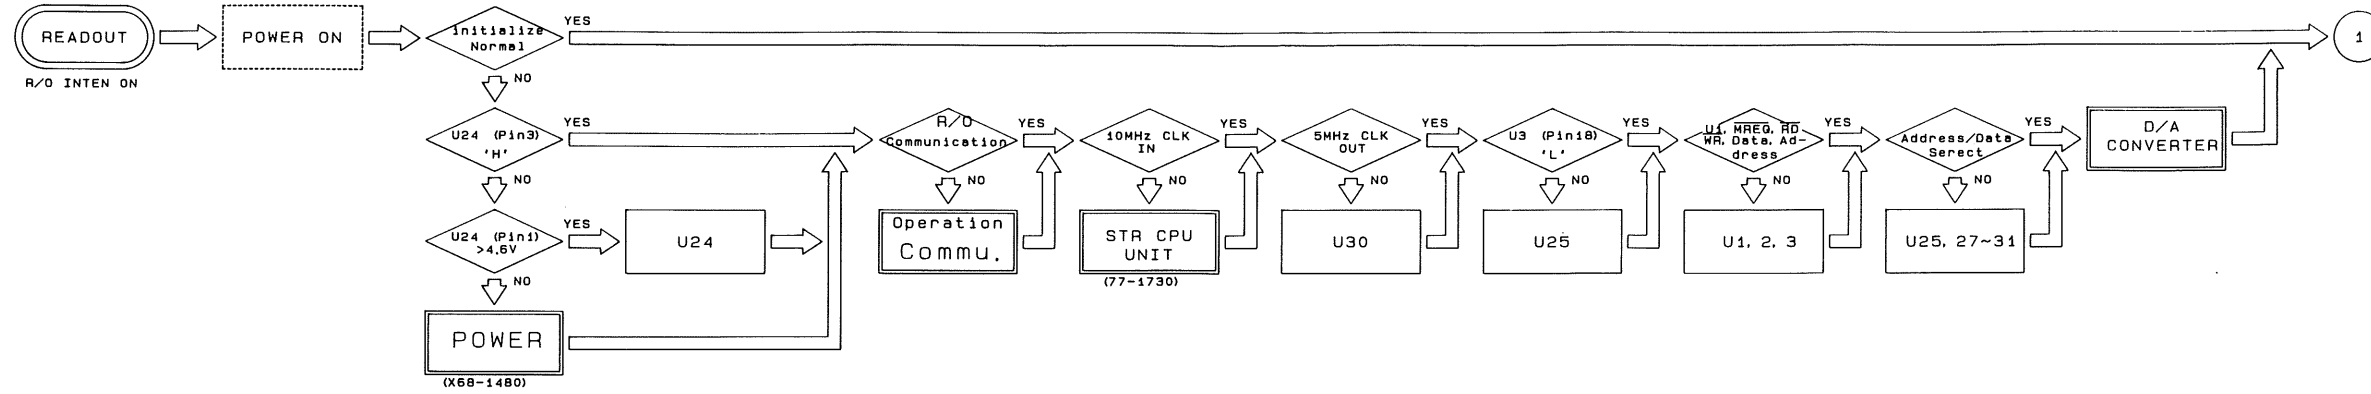 READOUT
R/O INTEN ON
POWER ON
Initialize
Normal
YES
1
NO
U24 (Pin3)
'H'
YES
R/O
Communication
YES
10MHz CLK
IN
YES
5MHz CLK
OUT
YES
U3 (Pin18)
'L'
YES
U1, MREQ, RD
WR, Data, Ad-
dress
YES
Address/Data
Serect
YES
D/A
CONVERTER
NO
NO
NO
NO
NO
NO
NO
U24 (Pin1)
>4.6V
YES
U24
Operation
Commu.
STR CPU
UNIT
(77-1730)
U30
U25
U1, 2, 3
U25, 27~31
NO
POWER
(X68-1480)